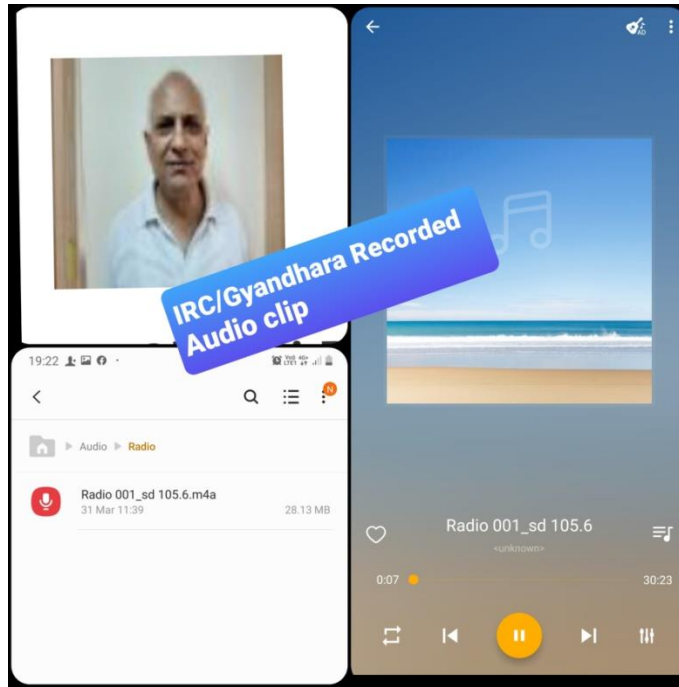 IRC/Gyandhara Recorded
Audio clip
19:22
Audio Radio
Radio 001_sd 105.6.m4a
31 Mar 11:39 28.13 MB
N
AD
Radio 001_sd 105.6
<unknown>
0:07 30:23